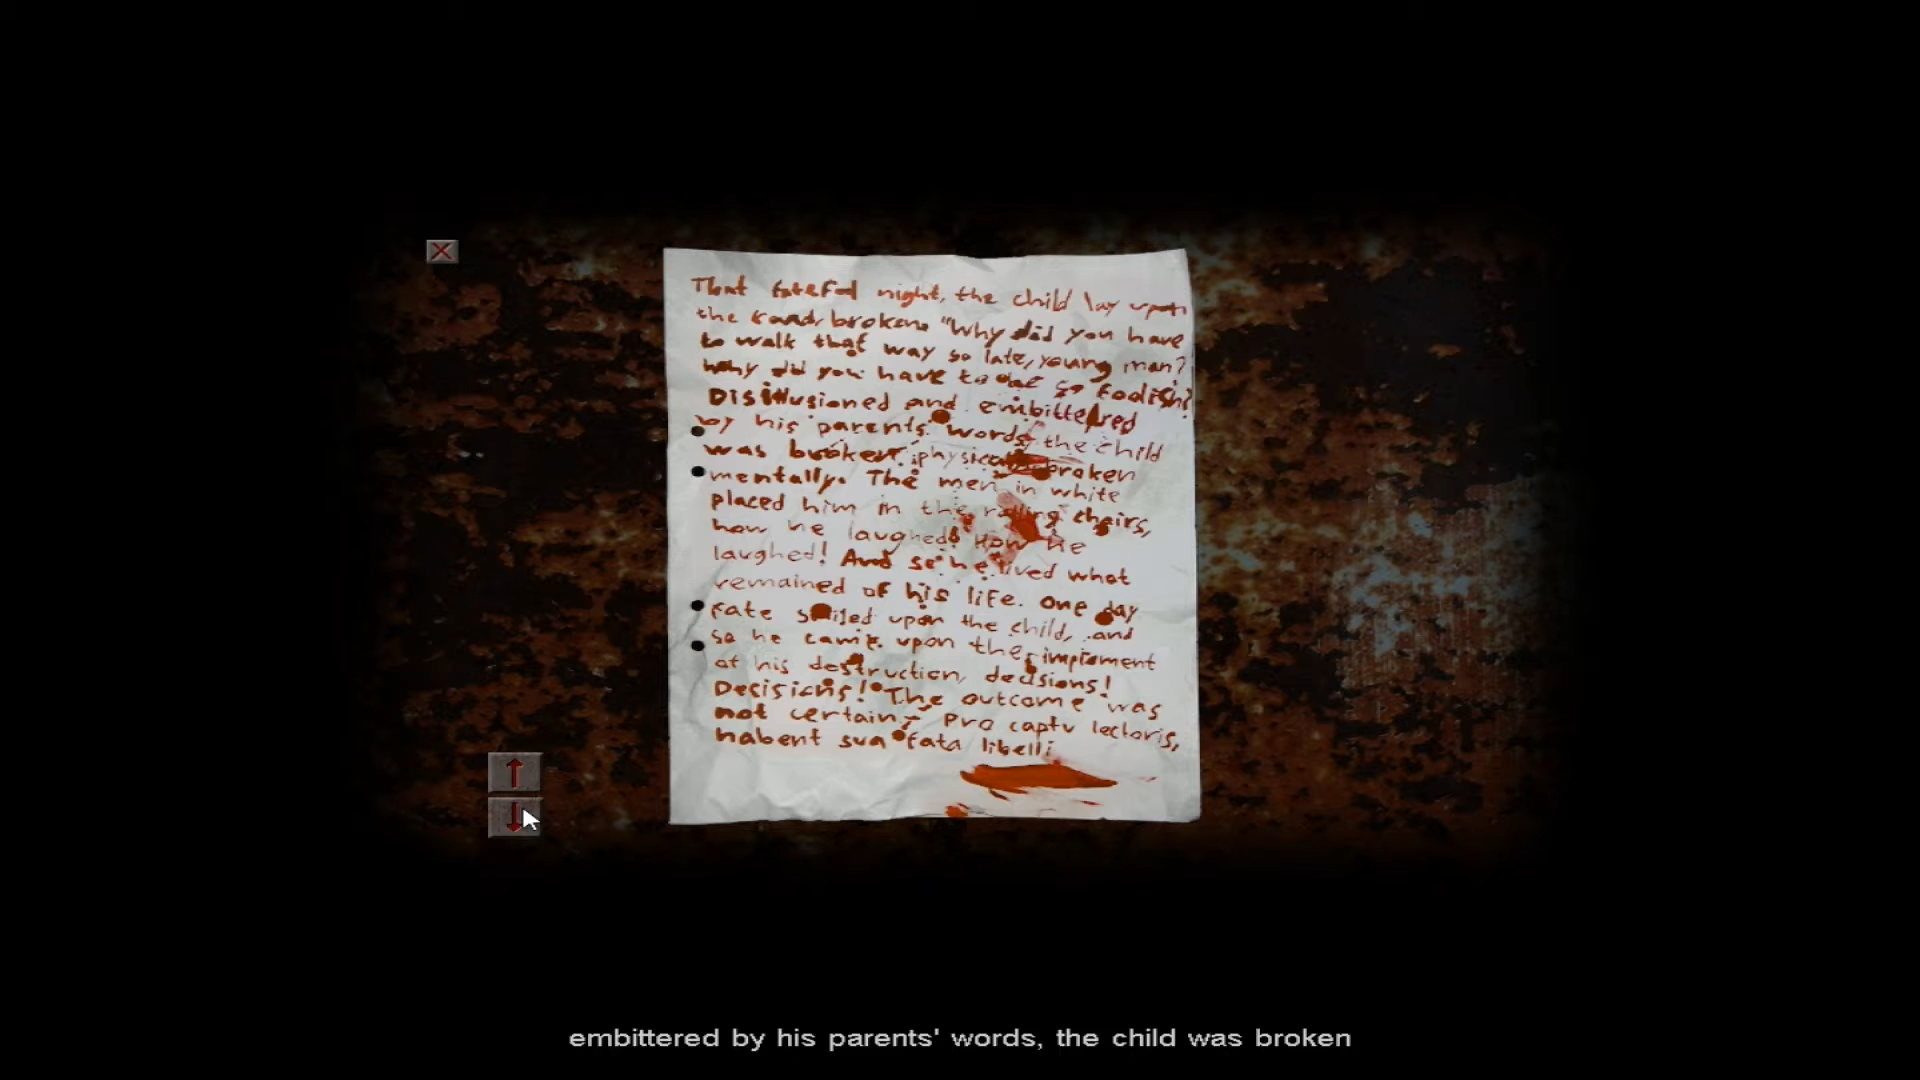 That fateful night, the child lay upon
the road, broken. "Why did you have
to walk that way so late, young man?
Why did you have to be so foolish?
Disillusioned and embittered
by his parents' words, the child
was broken, physically broken
mentally. The men in white
placed him in the rolling chairs,
how he laughed! How he
laughed! And so he lived what
remained of his life. One day
fate smiled upon the child, and
so he came upon the implement
of his destruction, decisions!
Decisions! The outcome was
not certain, - pro captu lectoris,
habent sua fata libelli
embittered by his parents' words, the child was broken